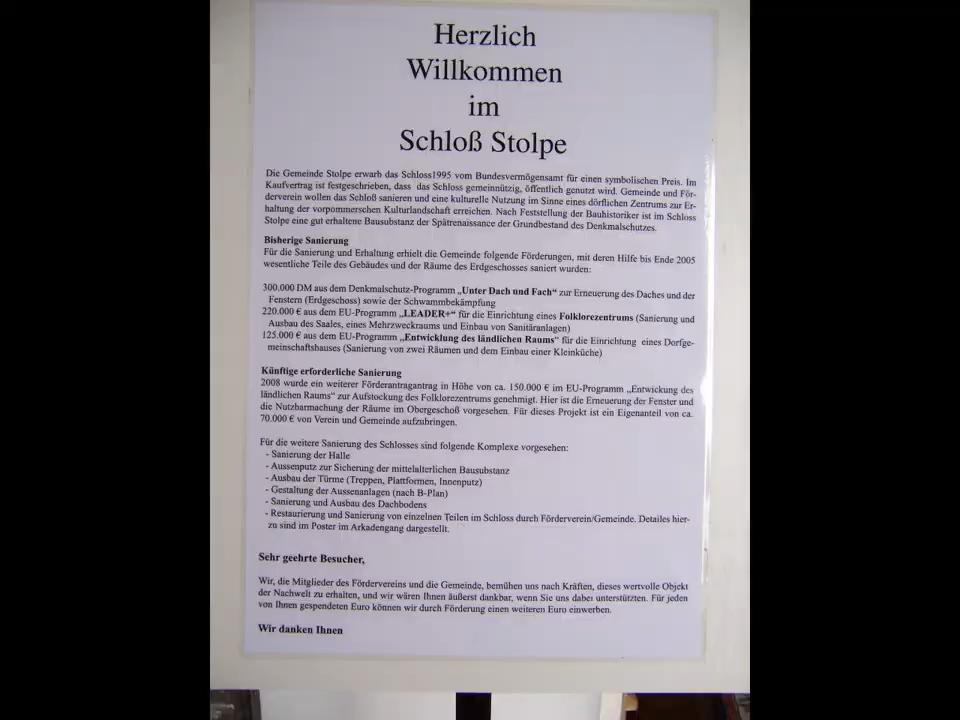 Herzlich
Willkommen
im
Schloß Stolpe
Die Gemeinde Stolpe erwarb das Schloss1995 vom Bundesvermögensamt für einen symbolischen Preis. Im
Kaufvertrag ist festgeschrieben, dass das Schloss gemeinnützig, öffentlich genutzt wird. Gemeinde und För-
derverein wollen das Schloß sanieren und eine kulturelle Nutzung im Sinne eines dörflichen Zentrums zur Er-
haltung der vorpommerschen Kulturlandschaft erreichen. Nach Feststellung der Bauhistoriker ist im Schloss
Stolpe eine gut erhaltene Bausubstanz der Spätrenaissance der Grundbestand des Denkmalschutzes.
Bisherige Sanierung
Für die Sanierung und Erhaltung erhielt die Gemeinde folgende Förderungen, mit deren Hilfe bis Ende 2005
wesentliche Teile des Gebäudes und der Räume des Erdgeschosses saniert wurden:
300.000 DM aus dem Denkmalschutz-Programm „Unter Dach und Fach“ zur Erneuerung des Daches und der
Fenstern (Erdgeschoss) sowie der Schwammbekämpfung
220.000 € aus dem EU-Programm „LEADER+“ für die Einrichtung eines Folklorezentrums (Sanierung und
Ausbau des Saales, eines Mehrzweckraums und Einbau von Sanitäranlagen)
125.000 € aus dem EU-Programm „Entwicklung des ländlichen Raums“ für die Einrichtung eines Dorfge-
meinschaftshauses (Sanierung von zwei Räumen und dem Einbau einer Kleinküche)
Künftige erforderliche Sanierung
2008 wurde ein weiterer Förderantragantrag in Höhe von ca. 150.000 € im EU-Programm „Entwickung des
ländlichen Raums“ zur Aufstockung des Folklorezentrums genehmigt. Hier ist die Erneuerung der Fenster und
die Nutzbarmachung der Räume im Obergeschoß vorgesehen. Für dieses Projekt ist ein Eigenanteil von ca.
70.000 € von Verein und Gemeinde aufzubringen.
Für die weitere Sanierung des Schlosses sind folgende Komplexe vorgesehen:
- Sanierung der Halle
- Aussenputz zur Sicherung der mittelalterlichen Bausubstanz
- Ausbau der Türme (Treppen, Plattformen, Innenputz)
- Gestaltung der Aussenanlagen (nach B-Plan)
- Sanierung und Ausbau des Dachbodens
- Restaurierung und Sanierung von einzelnen Teilen im Schloss durch Förderverein/Gemeinde. Detailes hier-
zu sind im Poster im Arkadengang dargestellt.
Sehr geehrte Besucher,
Wir, die Mitglieder des Fördervereins und die Gemeinde, bemühen uns nach Kräften, dieses wertvolle Objekt
der Nachwelt zu erhalten, und wir wären Ihnen äußerst dankbar, wenn Sie uns dabei unterstützten. Für jeden
von Ihnen gespendeten Euro können wir durch Förderung einen weiteren Euro einwerben.
Wir danken Ihnen